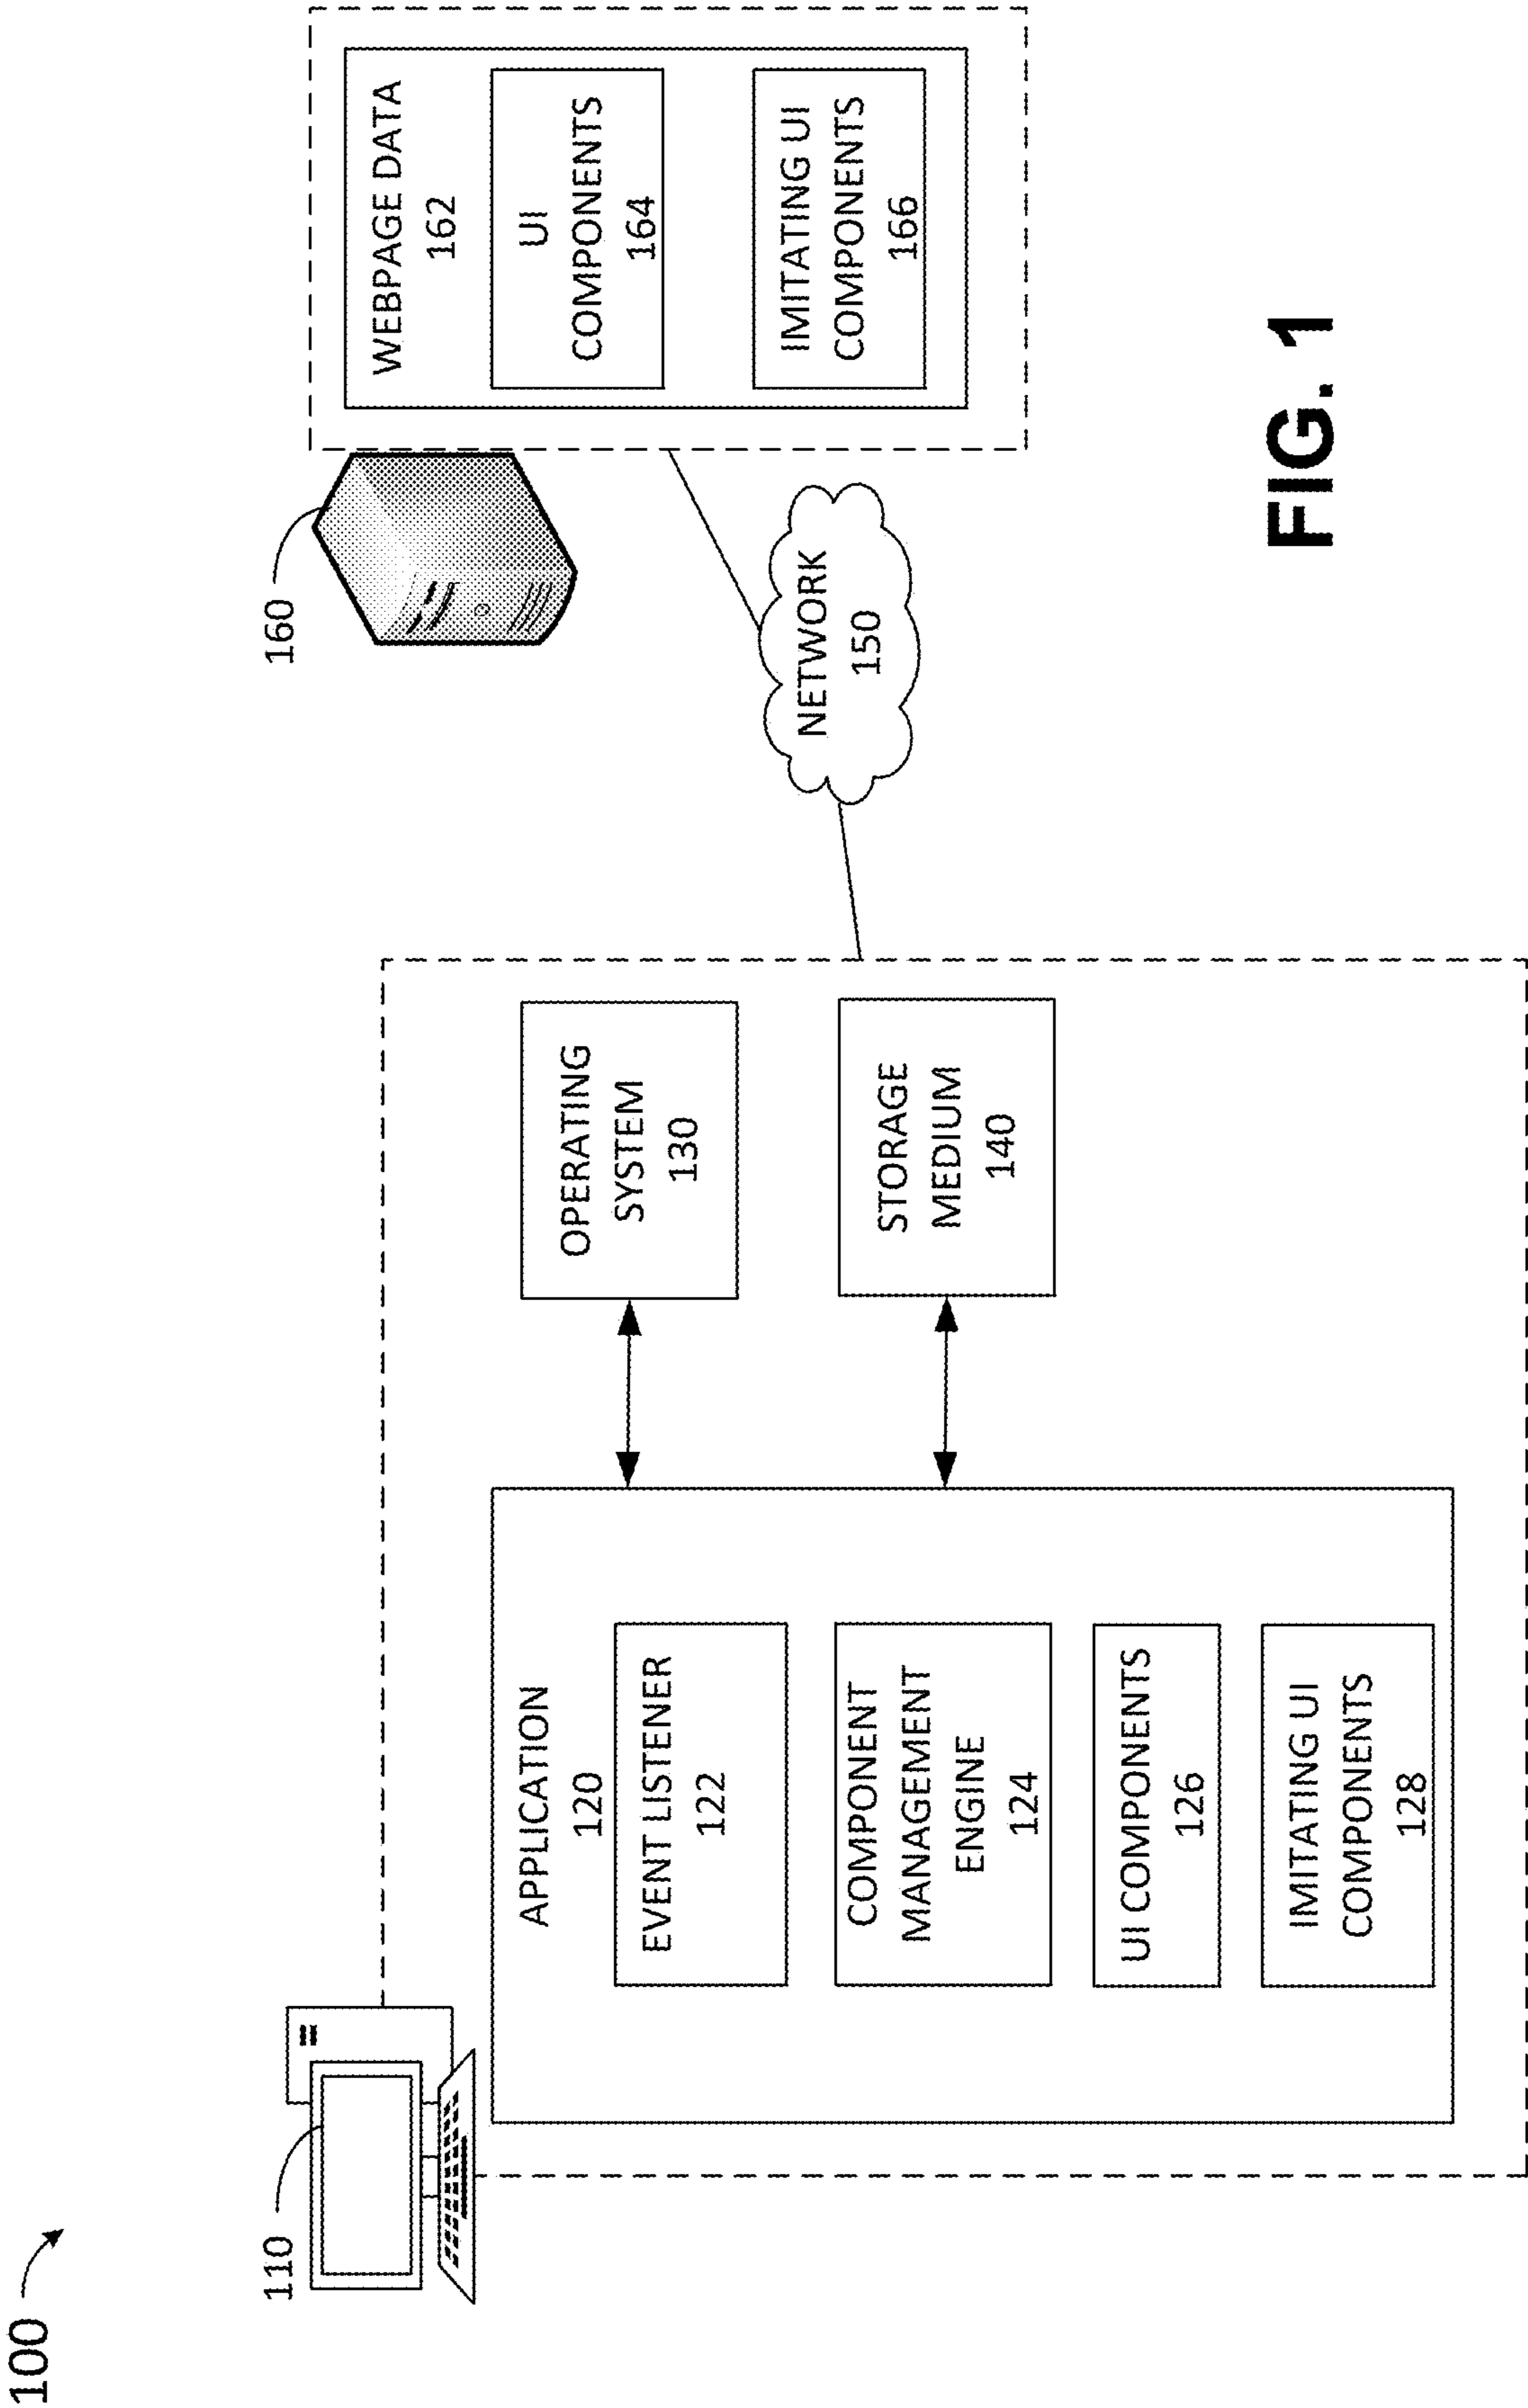 100
110
APPLICATION
120
EVENT LISTENER
122
COMPONENT
MANAGEMENT
ENGINE
124
UI COMPONENTS
126
IMITATING UI
COMPONENTS
128
OPERATING
SYSTEM
130
STORAGE
MEDIUM
140
NETWORK
150
160
WEBPAGE DATA
162
UI
COMPONENTS
164
IMITATING UI
COMPONENTS
166
FIG. 1